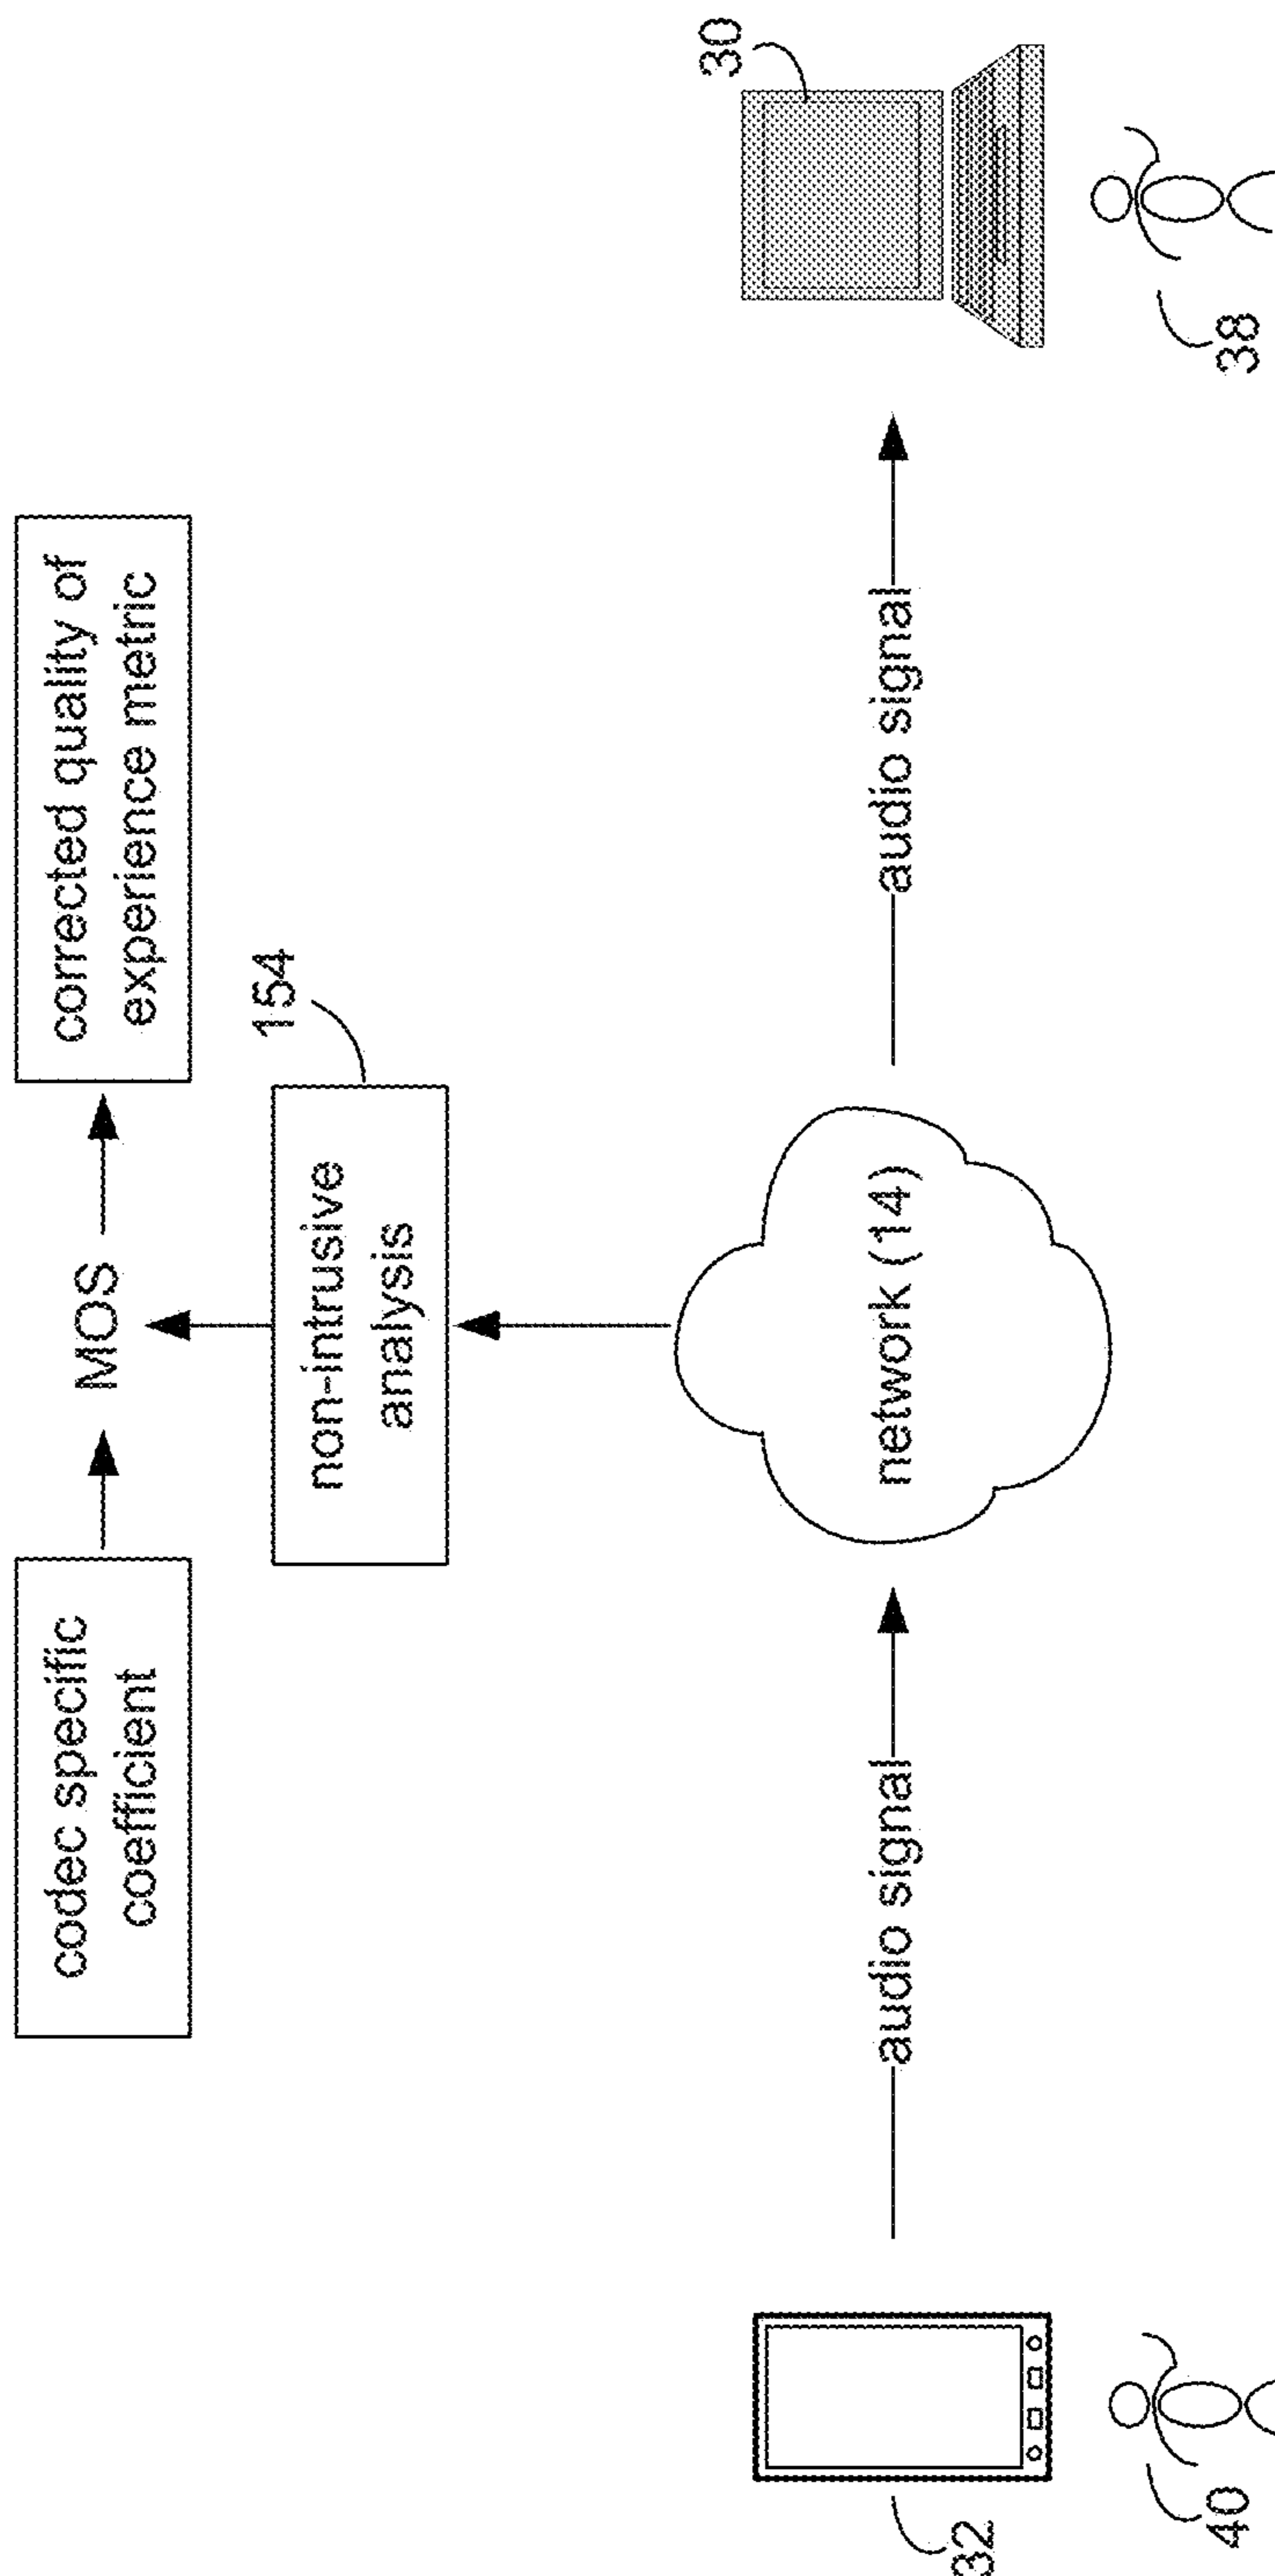 codec specific
coefficient
MOS
corrected quality of
experience metric
154
non-intrusive
analysis
32
audio signal
network (14)
audio signal
30
40
38